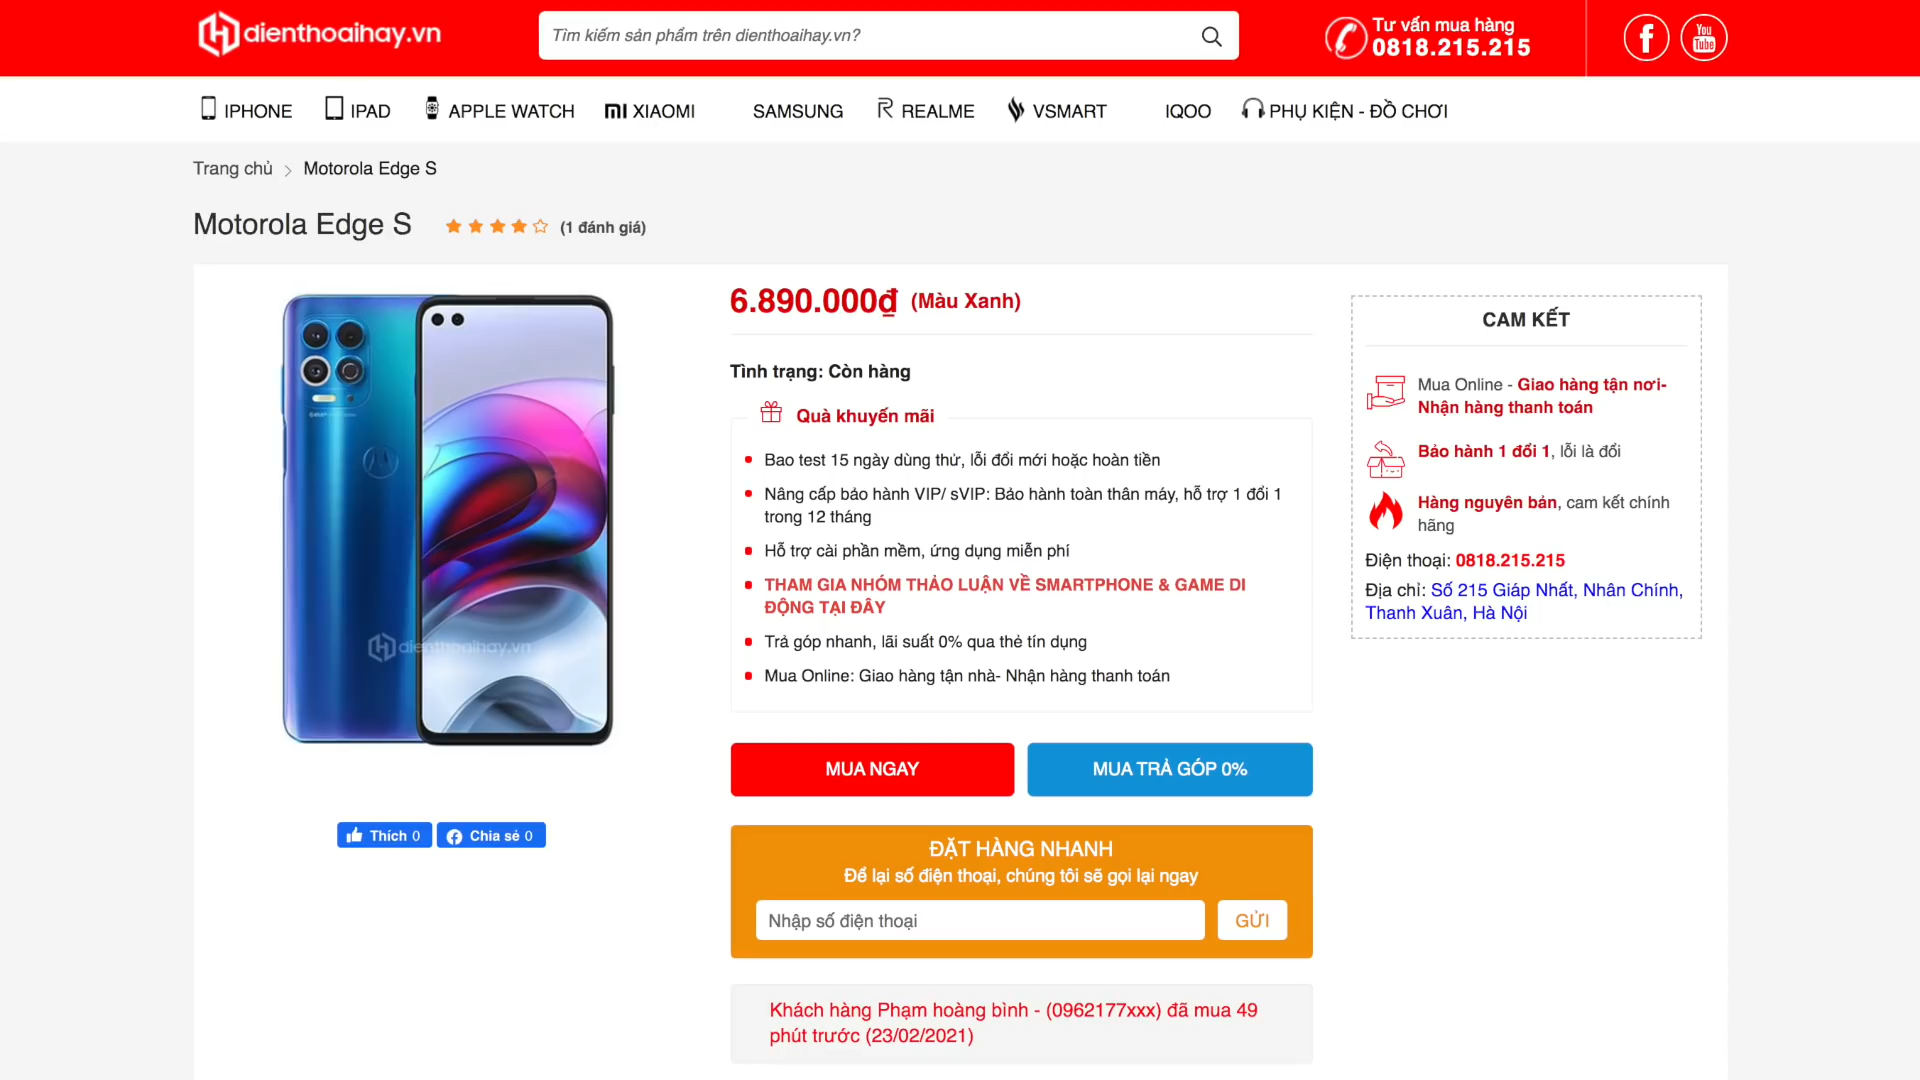 dienthoaihay.vn
Tìm kiếm sản phẩm trên dienthoaihay.vn?
Tư vấn mua hàng
0818.215.215
You
Tube
IPHONE
IPAD
APPLE WATCH
XIAOMI
SAMSUNG
REALME
VSMART
IQOO
PHỤ KIỆN - ĐỒ CHƠI
Trang chủ
Motorola Edge S
Motorola Edge S
(1 đánh giá)
dienthoaihay.vn
Thích 0
Chia sẻ 0
6.890.000₫ (Màu Xanh)
Tình trạng: Còn hàng
Quà khuyến mãi
Bao test 15 ngày dùng thử, lỗi đổi mới hoặc hoàn tiền
Nâng cấp bảo hành VIP/ sVIP: Bảo hành toàn thân máy, hỗ trợ 1 đổi 1
trong 12 tháng
Hỗ trợ cài phần mềm, ứng dụng miễn phí
THAM GIA NHÓM THẢO LUẬN VỀ SMARTPHONE & GAME DI
ĐỘNG TẠI ĐÂY
Trả góp nhanh, lãi suất 0% qua thẻ tín dụng
Mua Online: Giao hàng tận nhà- Nhận hàng thanh toán
MUA NGAY
MUA TRẢ GÓP 0%
ĐẶT HÀNG NHANH
Để lại số điện thoại, chúng tôi sẽ gọi lại ngay
Nhập số điện thoại
GỬI
Khách hàng Phạm hoàng bình - (0962177xxx) đã mua 49
phút trước (23/02/2021)
CAM KẾT
Mua Online - Giao hàng tận nơi-
Nhận hàng thanh toán
Bảo hành 1 đổi 1, lỗi là đổi
Hàng nguyên bản, cam kết chính
hãng
Điện thoại: 0818.215.215
Địa chỉ: Số 215 Giáp Nhất, Nhân Chính,
Thanh Xuân, Hà Nội